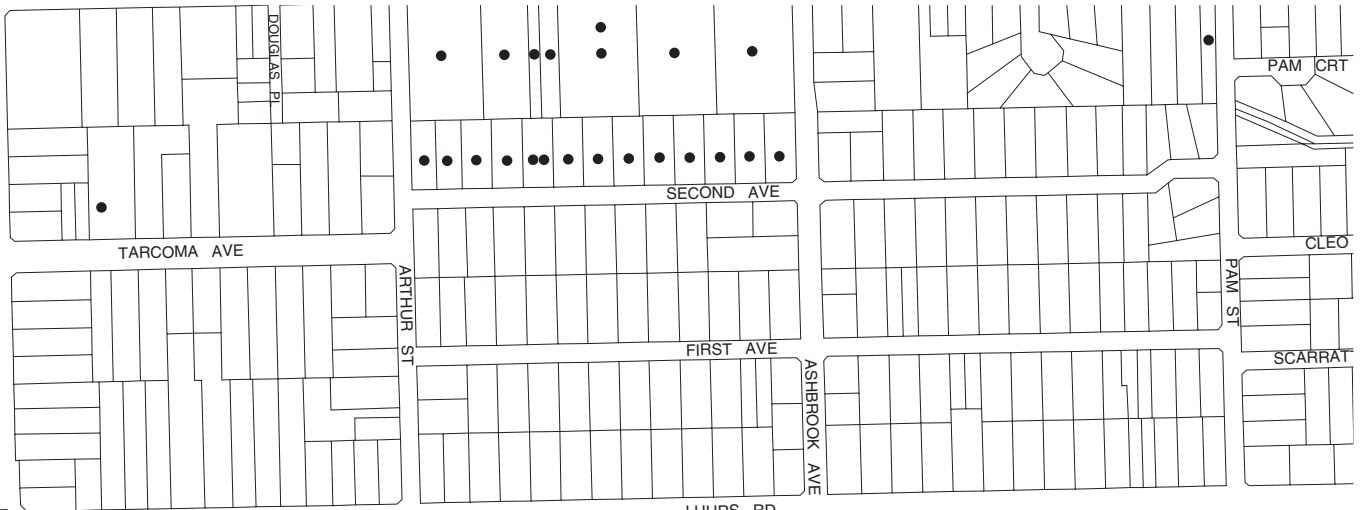 DOUGLAS PL
PAM CRT
SECOND AVE
TARCOMA AVE
CLEO
ARTHUR ST
PAM ST
FIRST AVE
SCARRAT
ASHBROOK AVE